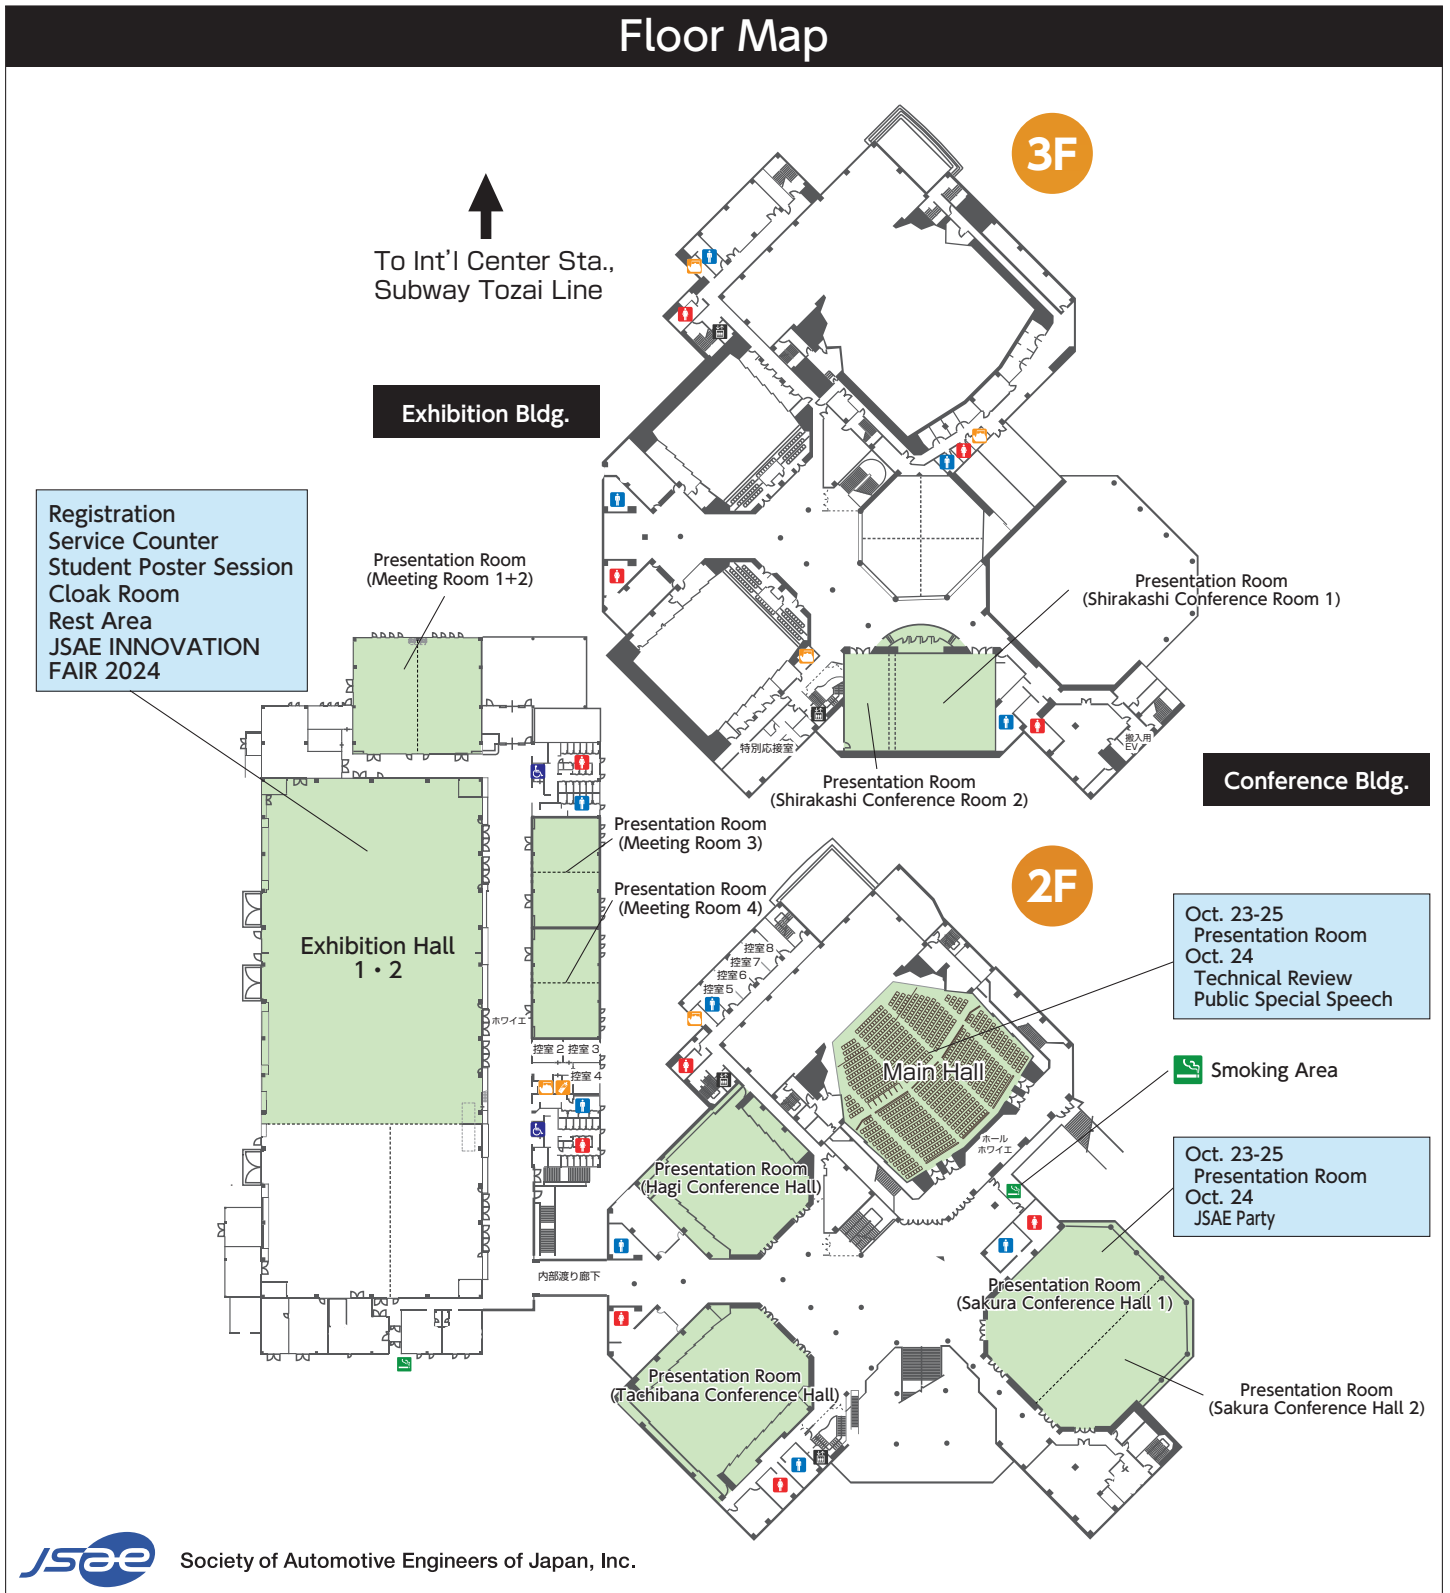 Floor Map
3F
To Int'l Center Sta.,
Subway Tozai Line
Exhibition Bldg.
Registration
Service Counter
Student Poster Session
Cloak Room
Rest Area
JSAE INNOVATION
FAIR 2024
Presentation Room
(Meeting Room 1+2)
Presentation Room
(Shirakashi Conference Room 1)
特別応接室
搬入用
EV
Presentation Room
(Shirakashi Conference Room 2)
Conference Bldg.
Presentation Room
(Meeting Room 3)
Presentation Room
(Meeting Room 4)
2F
Exhibition Hall
1・2
Oct. 23-25
Presentation Room
Oct. 24
Technical Review
Public Special Speech
控室8
控室7
控室6
控室5
ホワイエ
控室2
控室3
控室4
Main Hall
Smoking Area
ホール
ホワイエ
Oct. 23-25
Presentation Room
Oct. 24
JSAE Party
Presentation Room
(Hagi Conference Hall)
内部渡り廊下
Presentation Room
(Sakura Conference Hall 1)
Presentation Room
(Tachibana Conference Hall)
Presentation Room
(Sakura Conference Hall 2)
JSAE
Society of Automotive Engineers of Japan, Inc.